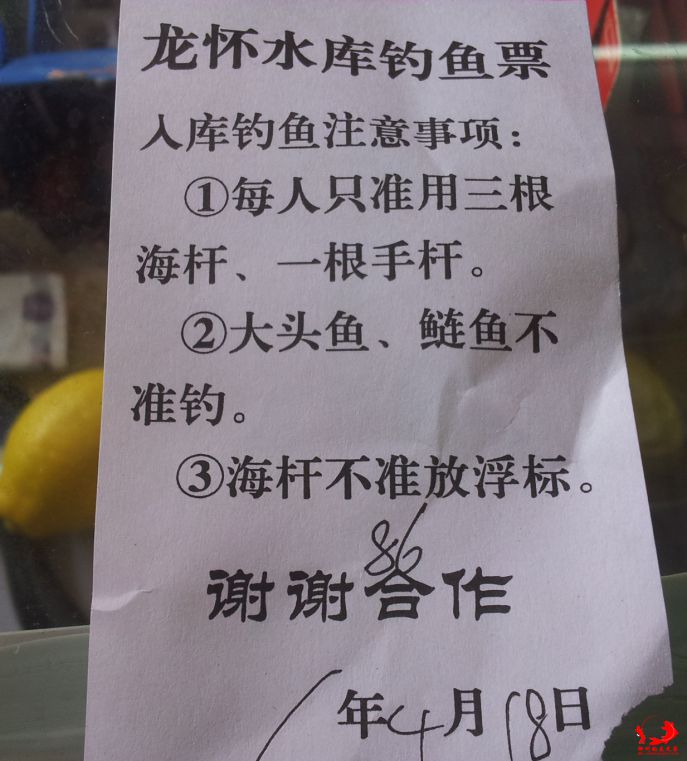 龙怀水库钓鱼票
入库钓鱼注意事项：
①每人只准用三根
海杆、一根手杆。
②大头鱼、鲢鱼不
准钓。
③海杆不准放浮标。
86
谢谢合作
年4月18日